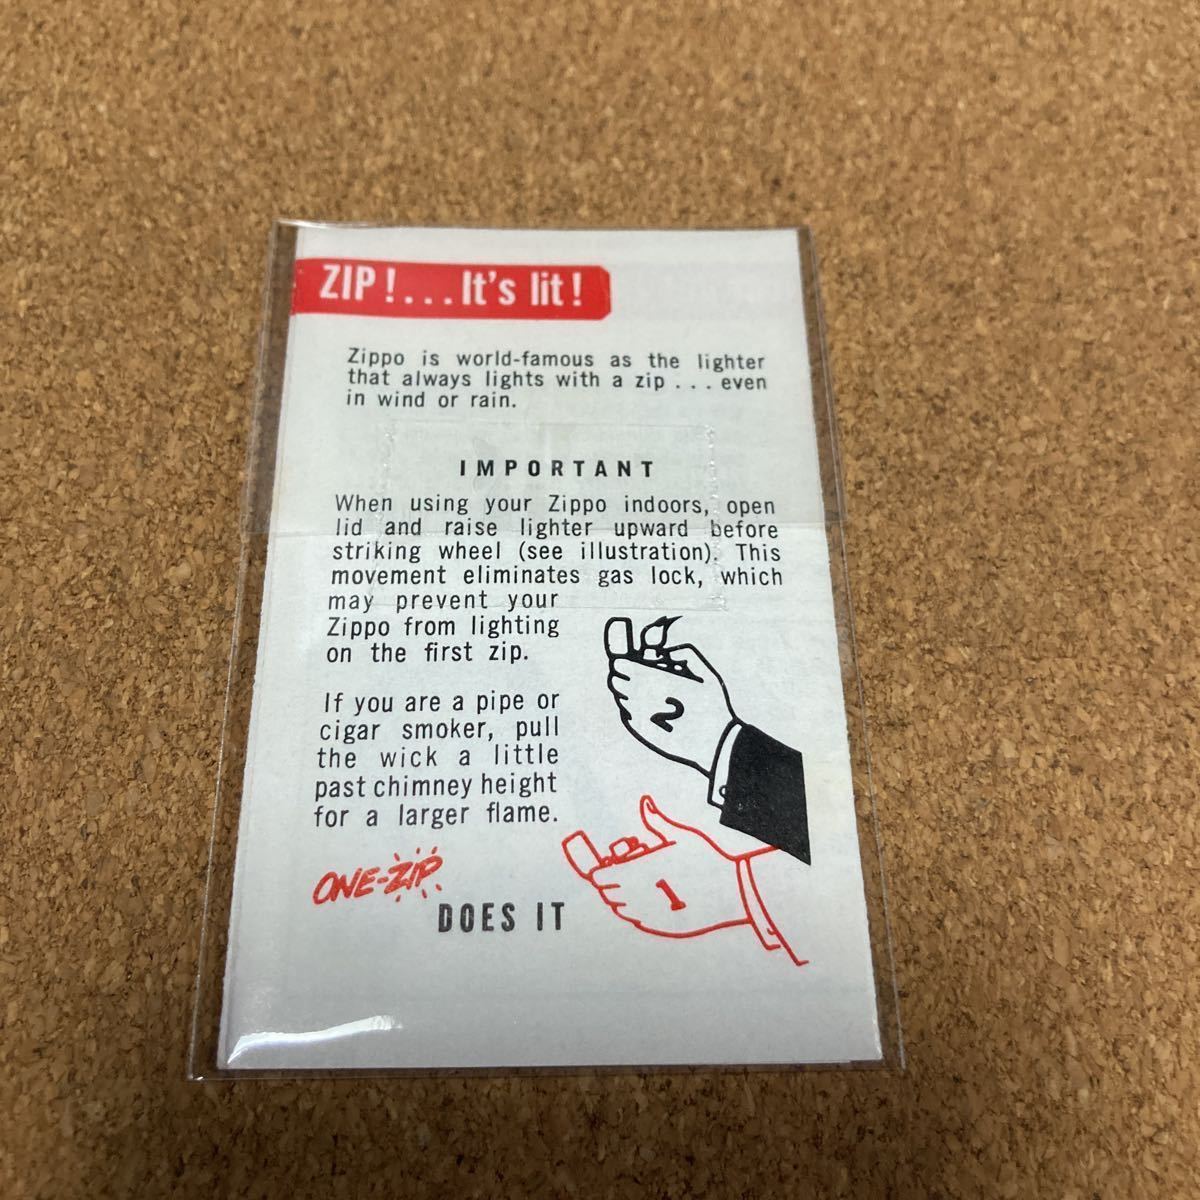 ZIP!...It's lit!
Zippo is world-famous as the lighter
that always lights with a zip...even
in wind or rain.
IMPORTANT
When using your Zippo indoors, open
lid and raise lighter upward before
striking wheel (see illustration). This
movement eliminates gas lock, which
may prevent your
Zippo from lighting
on the first zip.
If you are a pipe or
cigar smoker, pull
the wick a little
past chimney height
for a larger flame.
2
1
ONE-ZIP
DOES IT